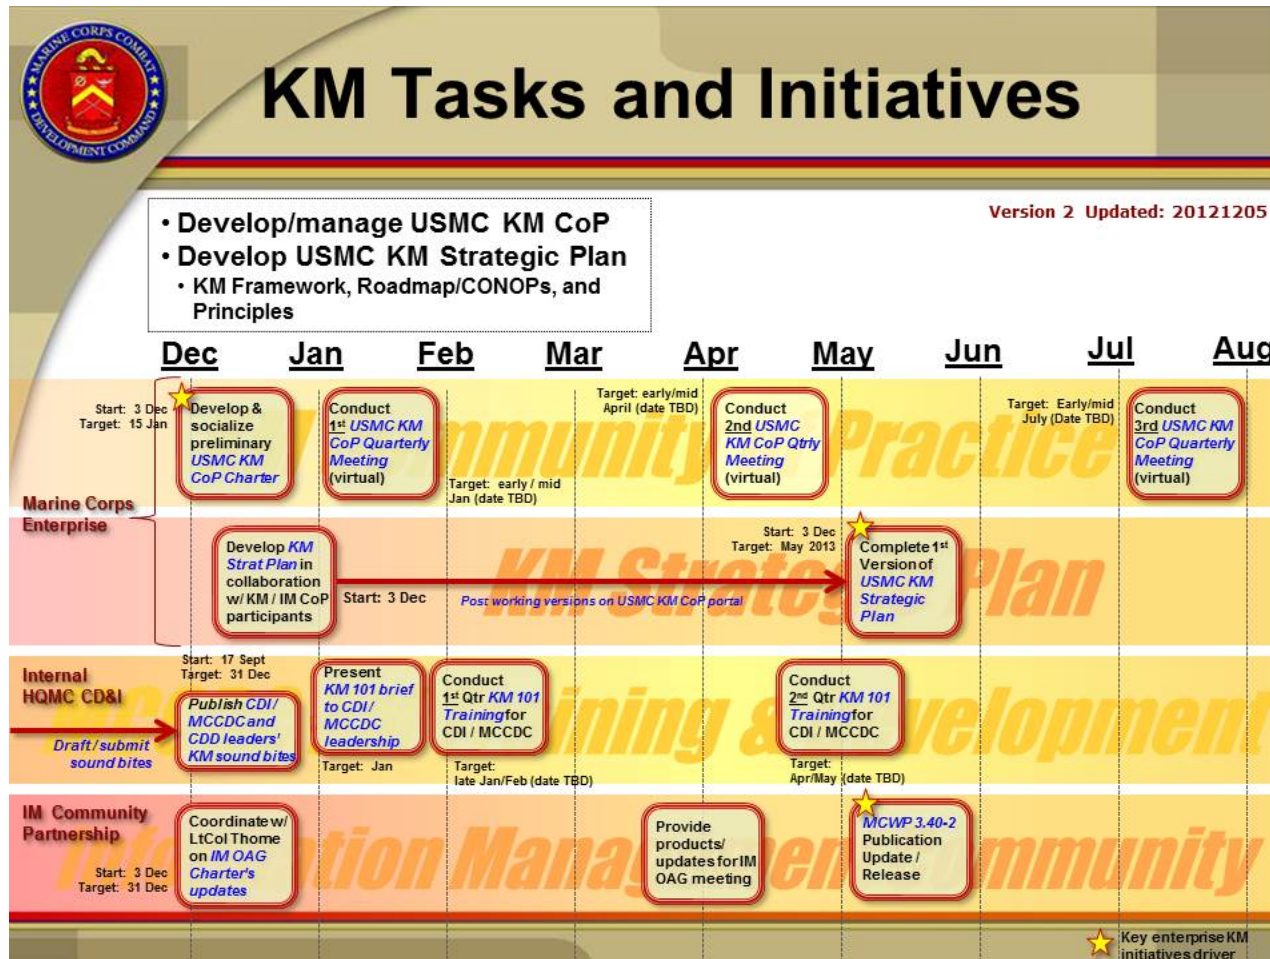 MARINE CORPS COMBAT
DEVELOPMENT COMMAND
KM Tasks and Initiatives
Version 2 Updated: 20121205
• Develop/manage USMC KM CoP
• Develop USMC KM Strategic Plan
• KM Framework, Roadmap/CONOPs, and
Principles
Dec Jan Feb Mar Apr May Jun Jul Aug
Marine Corps
Enterprise
Start: 3 Dec
Target: 15 Jan
Develop &
socialize
preliminary
USMC KM
CoP Charter
Conduct
1st USMC KM
CoP Quarterly
Meeting
(virtual)
Target: early / mid
Jan (date TBD)
Target: early/mid
April (date TBD)
Conduct
2nd USMC
KM CoP Qtrly
Meeting
(virtual)
Target: Early/mid
July (Date TBD)
Conduct
3rd USMC KM
CoP Quarterly
Meeting
(virtual)
Practice
Develop KM
Strat Plan in
collaboration
w/ KM / IM CoP
participants
Start: 3 Dec
Post working versions on USMC KM CoP portal
Start: 3 Dec
Target: May 2013
Complete 1st
Version of
USMC KM
Strategic
Plan
KM Strategic Plan
Internal
HQMC CD&I
Draft / submit
sound bites
Start: 17 Sept
Target: 31 Dec
Publish CDI /
MCCDC and
CDD leaders'
KM sound bites
Present
KM 101 brief
to CDI /
MCCDC
leadership
Target: Jan
Conduct
1st Qtr KM 101
Training for
CDI / MCCDC
Target:
late Jan/Feb (date TBD)
Conduct
2nd Qtr KM 101
Training for
CDI / MCCDC
Target:
Apr/May (date TBD)
& Development
IM Community
Partnership
Start: 3 Dec
Target: 31 Dec
Coordinate w/
LtCol Thome
on IM OAG
Charter's
updates
Provide
products/
updates for IM
OAG meeting
MCWP 3.40-2
Publication
Update /
Release
Information Management Community
Key enterprise KM
initiatives driver